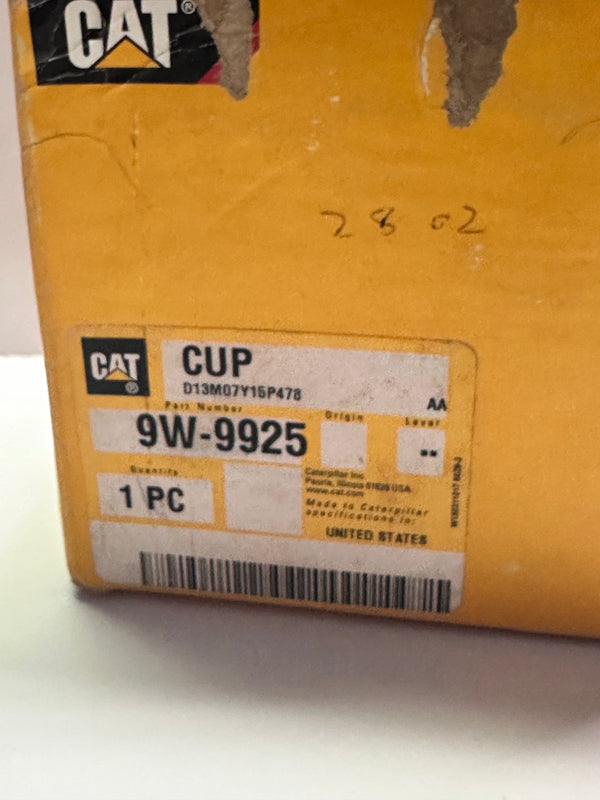 CAT®
28 02
CAT®
CUP
D13M07Y15P478
AA
Part Number
Origin
Level
9W-9925
--
Quantity
1 PC
Caterpillar Inc.
Peoria, Illinois 61629 USA
www.cat.com
Made to Caterpillar
specifications in:
UNITED STATES